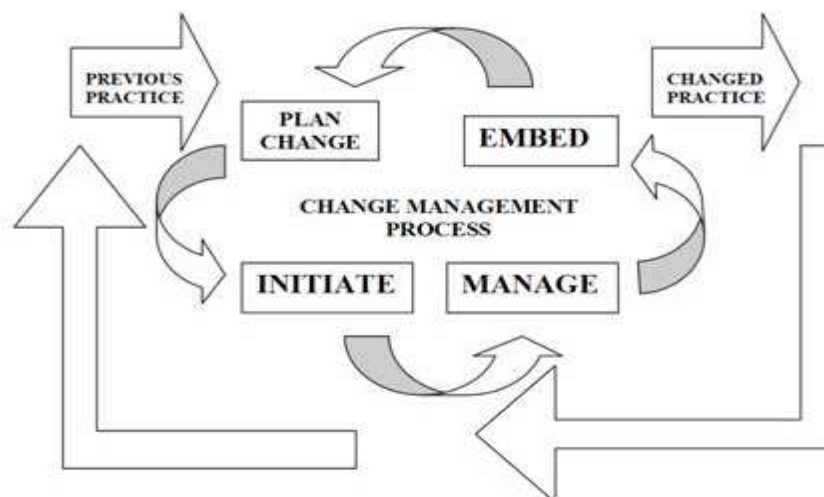 PREVIOUS
PRACTICE
PLAN
CHANGE
EMBED
CHANGED
PRACTICE
CHANGE MANAGEMENT
PROCESS
INITIATE
MANAGE